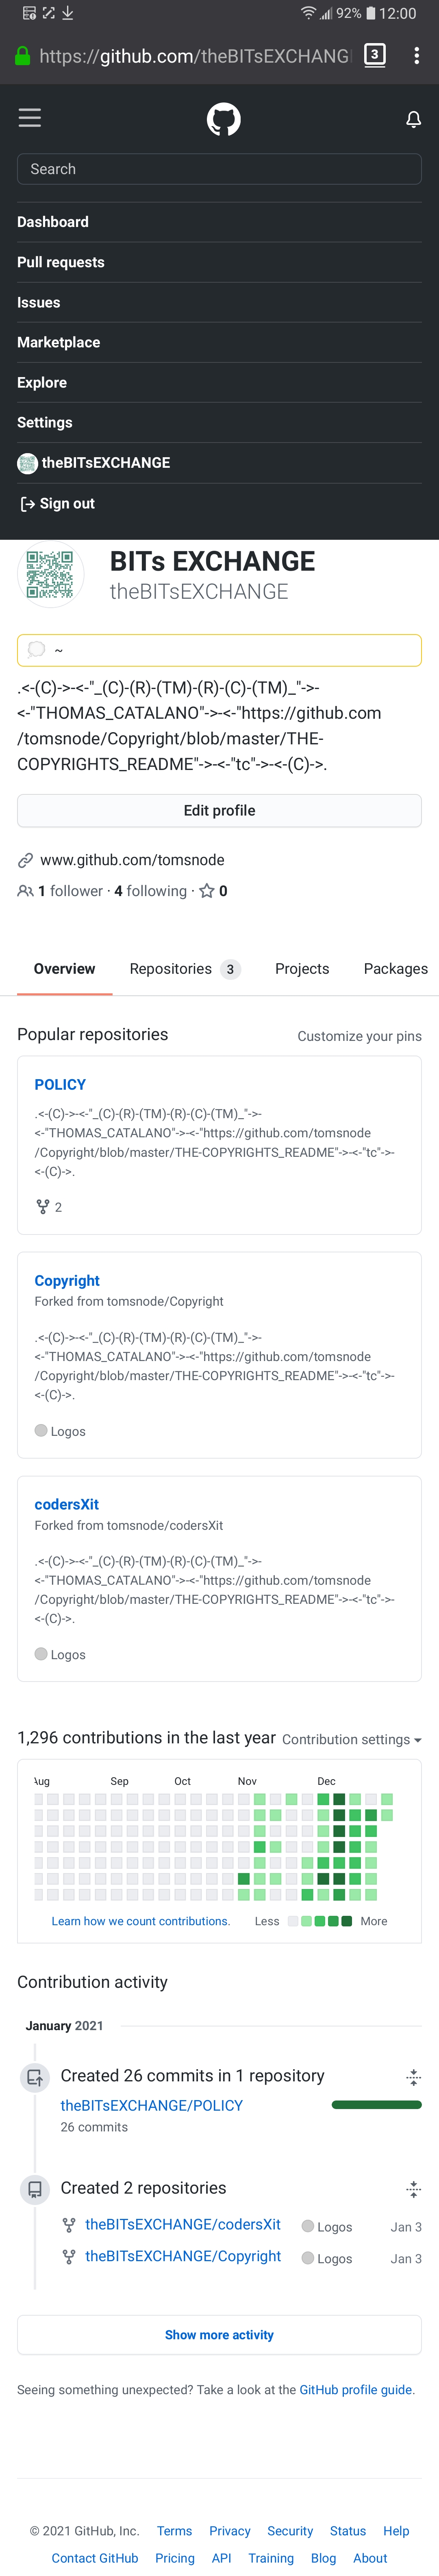 92% 12:00
https://github.com/theBITsEXCHANG
3
Search
Dashboard
Pull requests
Issues
Marketplace
Explore
Settings
theBITsEXCHANGE
Sign out
BITs EXCHANGE
theBITsEXCHANGE
~
.<-(C)->-<-"_(C)-(R)-(TM)-(R)-(C)-(TM)_"->-
<-"THOMAS_CATALANO"->-<-"https://github.com
/tomsnode/Copyright/blob/master/THE-
COPYRIGHTS_README"->-<-"tc"->-<-(C)->.
Edit profile
www.github.com/tomsnode
1 follower · 4 following · 0
Overview Repositories 3 Projects Packages
Popular repositories Customize your pins
POLICY
.<-(C)->-<-"_(C)-(R)-(TM)-(R)-(C)-(TM)_"->-
<-"THOMAS_CATALANO"->-<-"https://github.com/tomsnode
/Copyright/blob/master/THE-COPYRIGHTS_README"->-<-"tc"->-
<-(C)->.
2
Copyright
Forked from tomsnode/Copyright
.<-(C)->-<-"_(C)-(R)-(TM)-(R)-(C)-(TM)_"->-
<-"THOMAS_CATALANO"->-<-"https://github.com/tomsnode
/Copyright/blob/master/THE-COPYRIGHTS_README"->-<-"tc"->-
<-(C)->.
Logos
codersXit
Forked from tomsnode/codersXit
.<-(C)->-<-"_(C)-(R)-(TM)-(R)-(C)-(TM)_"->-
<-"THOMAS_CATALANO"->-<-"https://github.com/tomsnode
/Copyright/blob/master/THE-COPYRIGHTS_README"->-<-"tc"->-
<-(C)->.
Logos
1,296 contributions in the last year Contribution settings
Aug Sep Oct Nov Dec
Learn how we count contributions. Less More
Contribution activity
January 2021
Created 26 commits in 1 repository
theBITsEXCHANGE/POLICY
26 commits
Created 2 repositories
theBITsEXCHANGE/codersXit Logos Jan 3
theBITsEXCHANGE/Copyright Logos Jan 3
Show more activity
Seeing something unexpected? Take a look at the GitHub profile guide.
© 2021 GitHub, Inc. Terms Privacy Security Status Help
Contact GitHub Pricing API Training Blog About